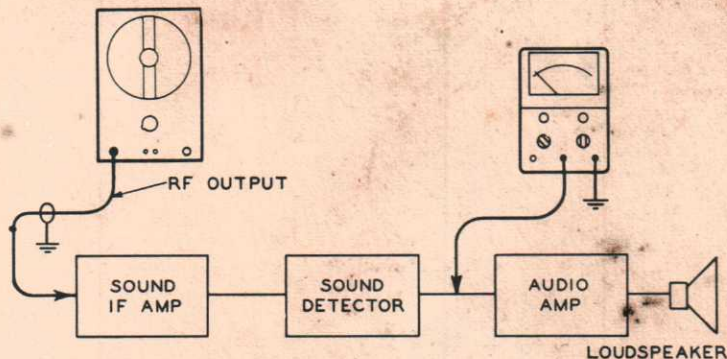 RF OUTPUT
SOUND
IF AMP
SOUND
DETECTOR
AUDIO
AMP
LOUDSPEAKER